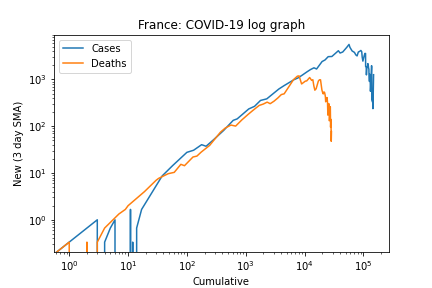 France: COVID-19 log graph
Cases
Deaths
New (3 day SMA)
10³
10²
10¹
10⁰
10⁰ 10¹ 10² 10³ 10⁴ 10⁵
Cumulative